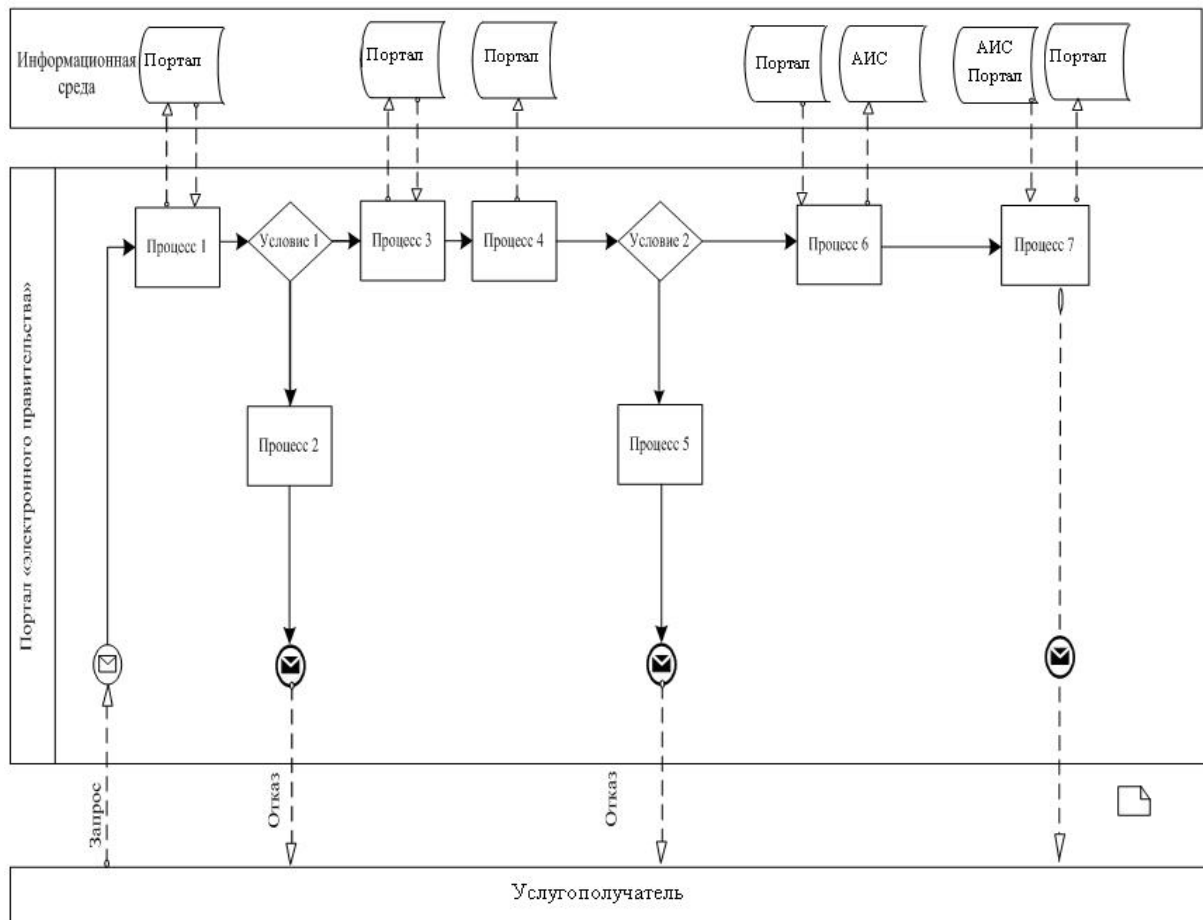 Информационная
среда
Портал
Портал
Портал
Портал
АИС
АИС
Портал
Портал
Портал «электронного правительства»
Процесс 1
Условие 1
Процесс 3
Процесс 4
Условие 2
Процесс 6
Процесс 7
Процесс 2
Процесс 5
Запрос
Отказ
Отказ
Услугополучатель